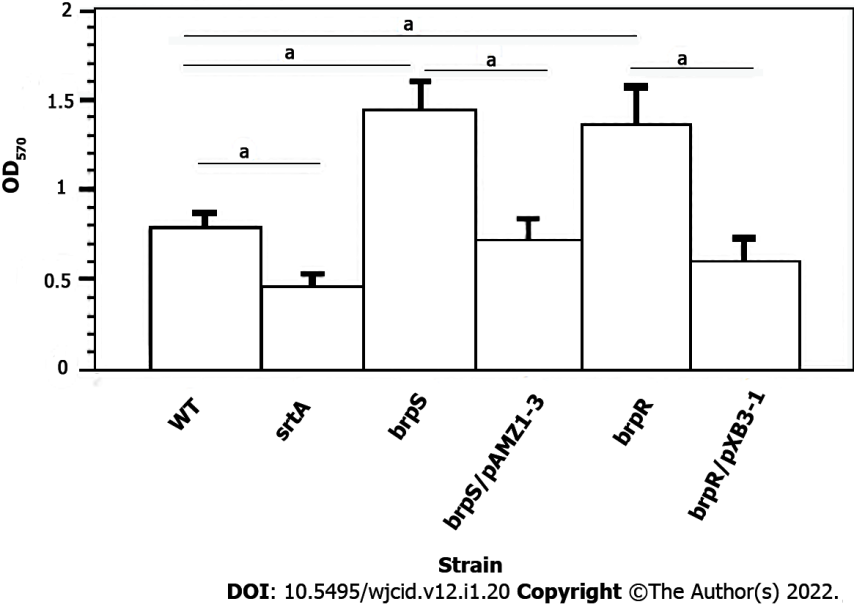 2
a
a
a
a
1.5
OD570
a
1
0.5
0
WT
srtA
brpS
brpS/pAMZ1-3
brpR
brpR/pXB3-1
Strain
DOI: 10.5495/wjcid.v12.i1.20 Copyright ©The Author(s) 2022.